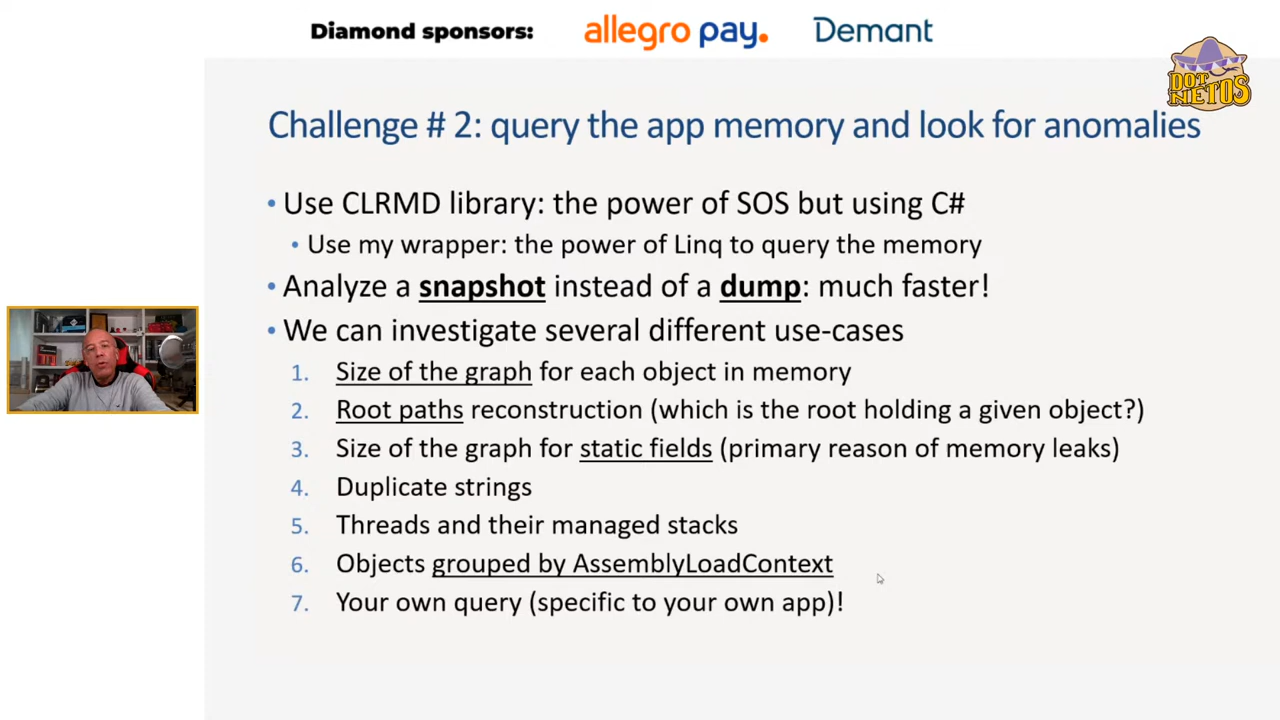 Diamond sponsors: allegro pay. Demant
DOT NETOS
Challenge # 2: query the app memory and look for anomalies
• Use CLRMD library: the power of SOS but using C#
• Use my wrapper: the power of Linq to query the memory
• Analyze a snapshot instead of a dump: much faster!
• We can investigate several different use-cases
1. Size of the graph for each object in memory
2. Root paths reconstruction (which is the root holding a given object?)
3. Size of the graph for static fields (primary reason of memory leaks)
4. Duplicate strings
5. Threads and their managed stacks
6. Objects grouped by AssemblyLoadContext
7. Your own query (specific to your own app)!